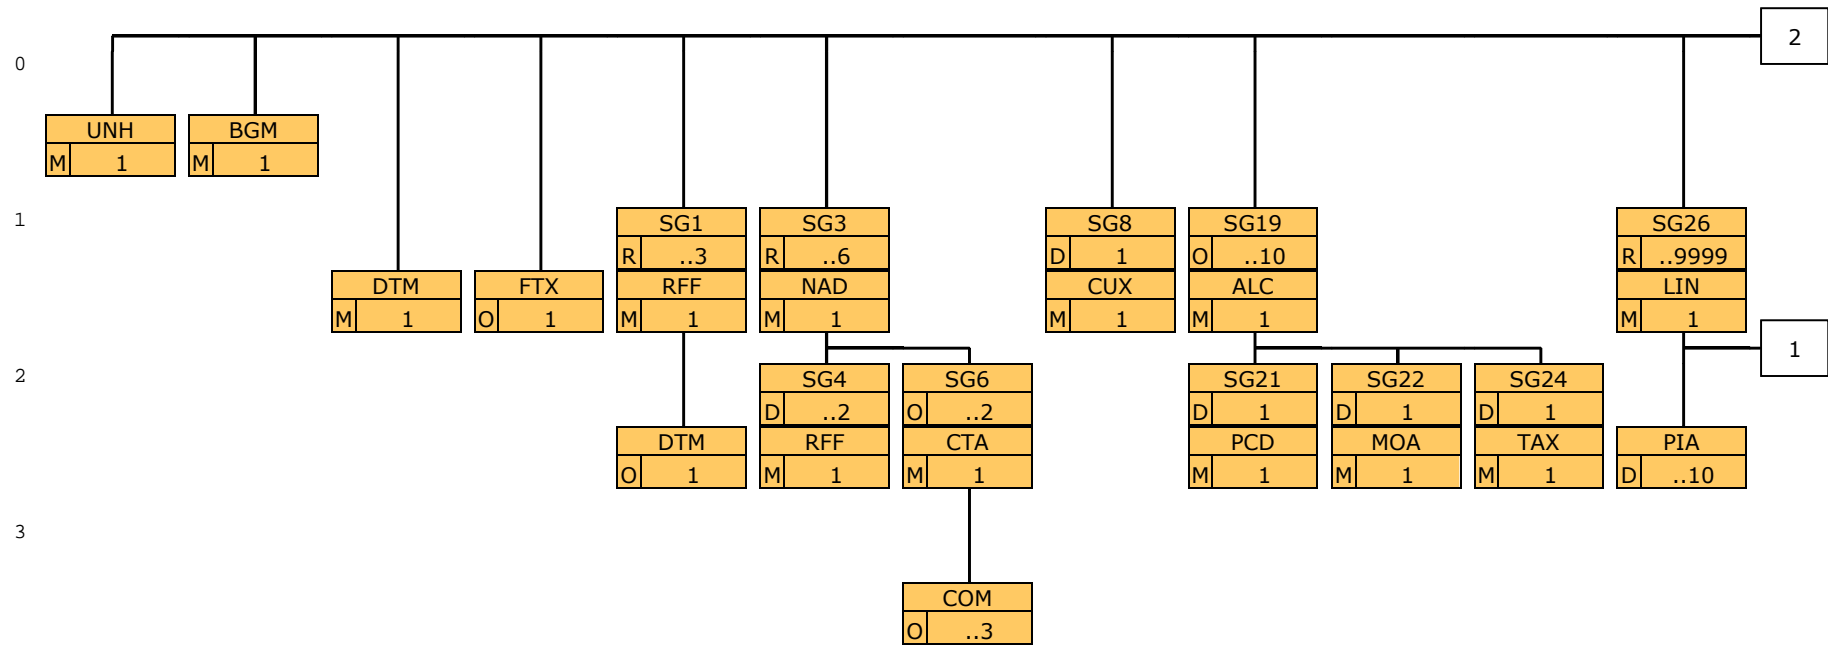 2
0
UNH BGM
M 1 M 1
1
SG1 SG3 SG8 SG19 SG26
R ..3 R ..6 D 1 O ..10 R ..9999
DTM FTX RFF NAD CUX ALC LIN
M 1 O 1 M 1 M 1 M 1 M 1 M 1
1
2
SG4 SG6 SG21 SG22 SG24
D ..2 O ..2 D 1 D 1 D 1
DTM RFF CTA PCD MOA TAX PIA
O 1 M 1 M 1 M 1 M 1 M 1 D ..10
3
COM
O ..3